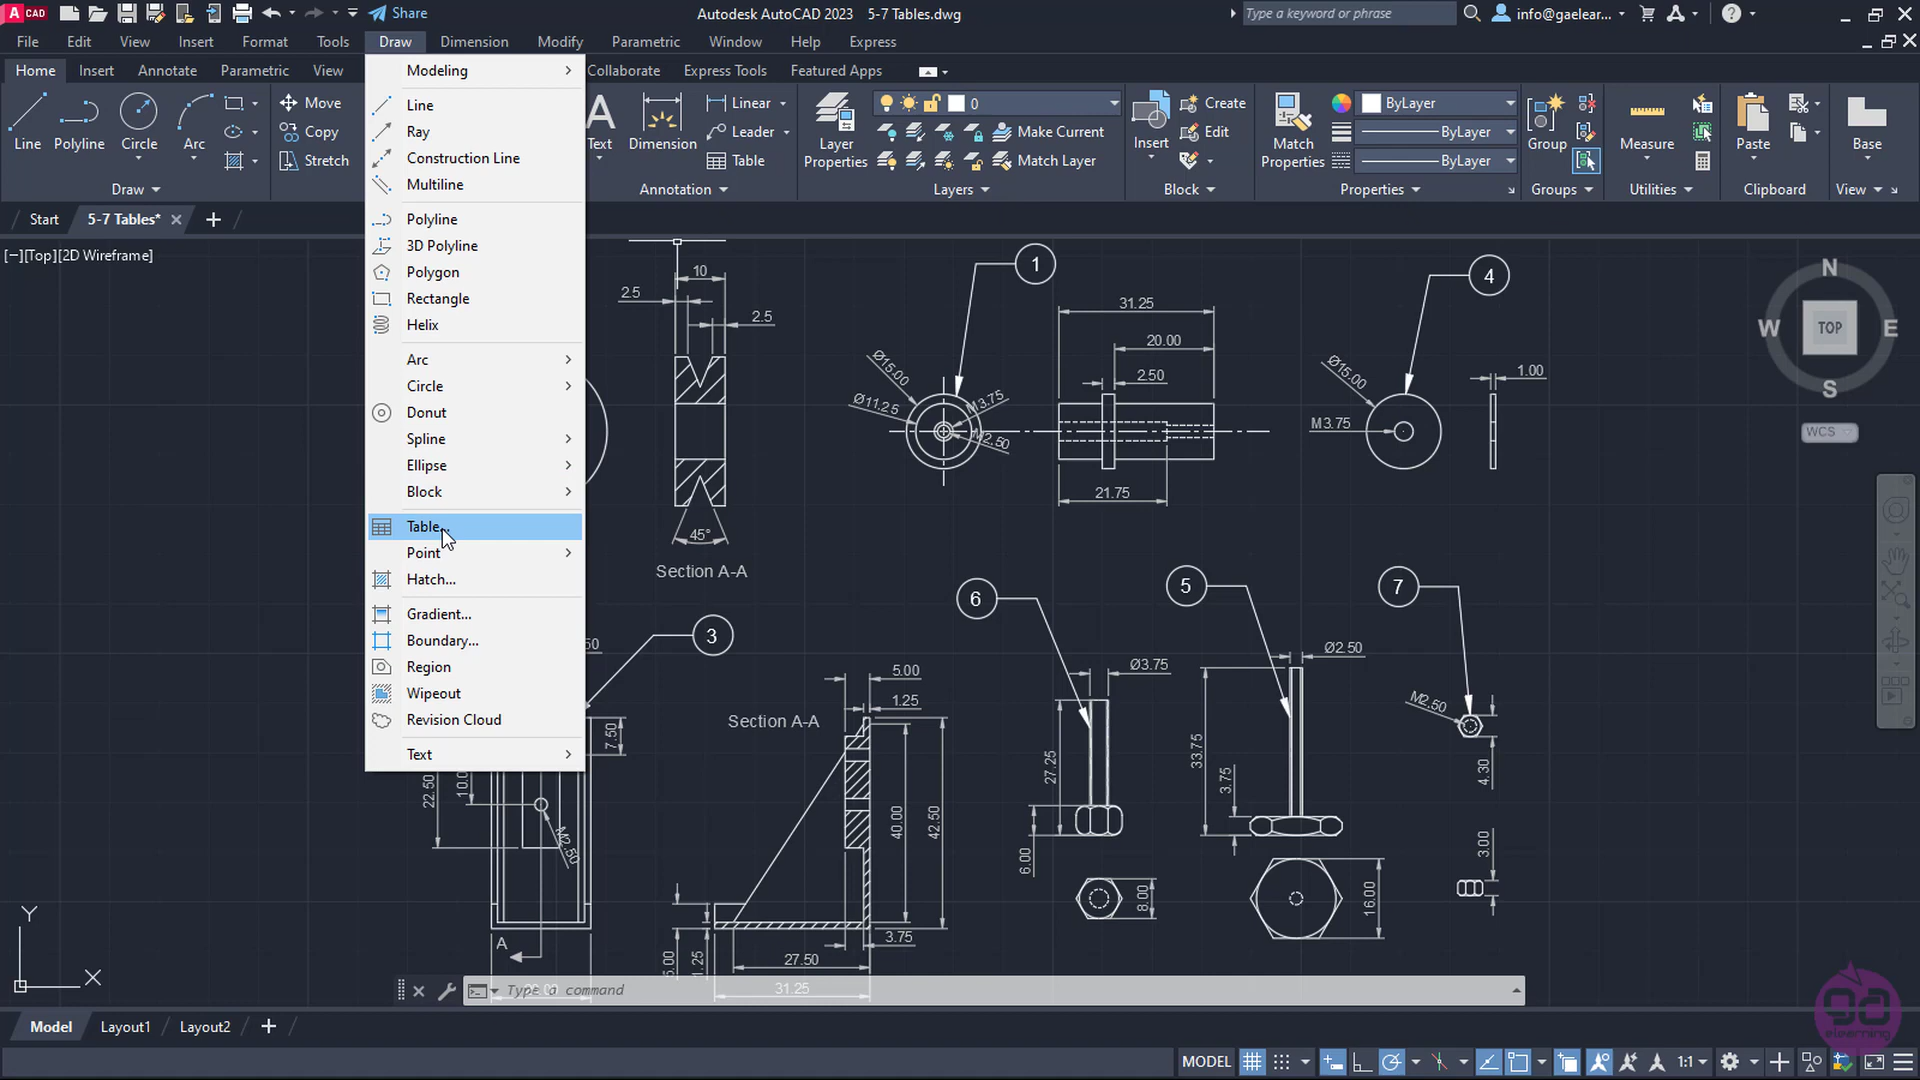 CAD
Share
Autodesk AutoCAD 2023 5-7 Tables.dwg
Type a keyword or phrase
info@gaelear...
File Edit View Insert Format Tools Draw Dimension Modify Parametric Window Help Express
Home Insert Annotate Parametric View Collaborate Express Tools Featured Apps
Line Polyline Circle Arc
Move
Copy
Stretch
Draw
Text Dimension
Linear
Leader
Table
Annotation
Layer Properties
0
Make Current
Match Layer
Layers
Insert
Create
Edit
Block
Match Properties
ByLayer
ByLayer
ByLayer
Properties
Group
Groups
Measure
Utilities
Paste
Clipboard
Base
View
Start 5-7 Tables*
[−][Top][2D Wireframe]
Modeling
Line
Ray
Construction Line
Multiline
Polyline
3D Polyline
Polygon
Rectangle
Helix
Arc
Circle
Donut
Spline
Ellipse
Block
Table...
Point
Hatch...
Gradient...
Boundary...
Region
Wipeout
Revision Cloud
Text
10
2.5
2.5
45°
Section A-A
1
Ø15.00
Ø11.25
M3.75
M2.50
31.25
20.00
2.50
21.75
4
Ø15.00
M3.75
1.00
N
W TOP E
S
WCS
3
7.50
22.50
M2.50
A
Section A-A
5.00
1.25
40.00
42.50
3.75
27.50
31.25
6
Ø3.75
27.25
6.00
8.00
5
Ø2.50
33.75
3.75
16.00
7
M2.50
4.30
3.00
Y
X
Type a command
Model Layout1 Layout2
MODEL 1:1
ga
elearning